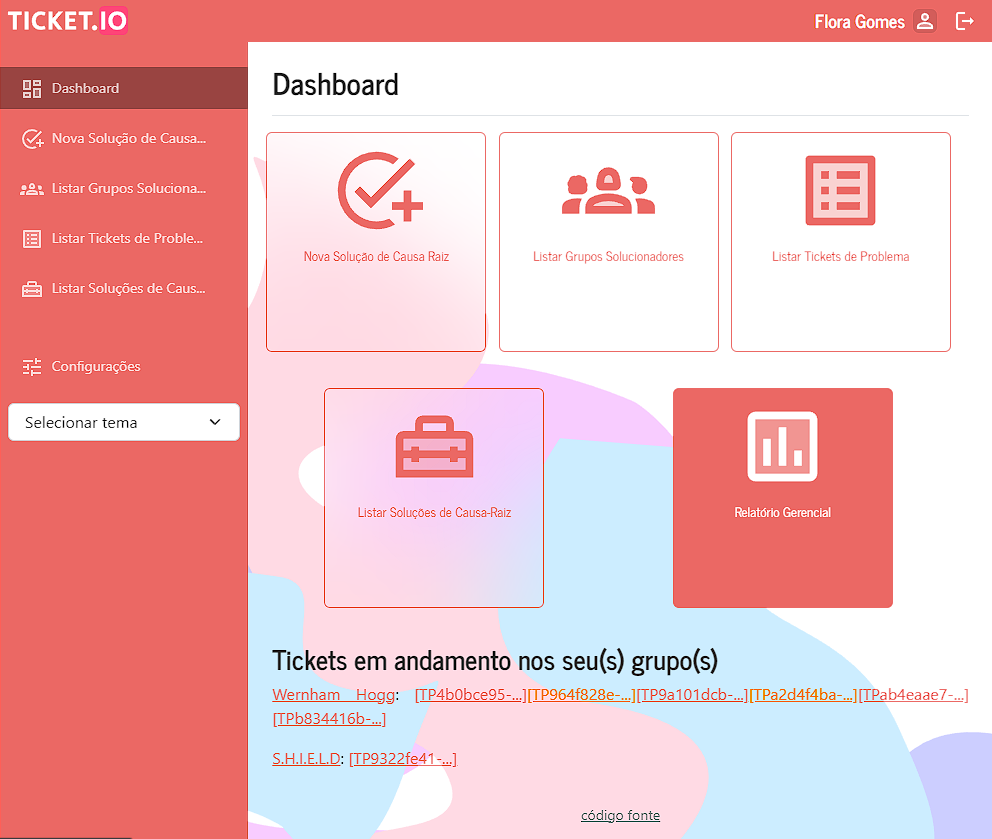 TICKET.IO
Flora Gomes
Dashboard
Nova Solução de Causa...
Listar Grupos Soluciona...
Listar Tickets de Proble...
Listar Soluções de Caus...
Configurações
Selecionar tema
Dashboard
Nova Solução de Causa Raiz
Listar Grupos Solucionadores
Listar Tickets de Problema
Listar Soluções de Causa-Raiz
Relatório Gerencial
Tickets em andamento nos seu(s) grupo(s)
Wernham Hogg: [TP4b0bce95-...][TP964f828e-...][TP9a101dcb-...][TPa2d4f4ba-...][TPab4eaae7-...]
[TPb834416b-...]
S.H.I.E.L.D: [TP9322fe41-...]
código fonte